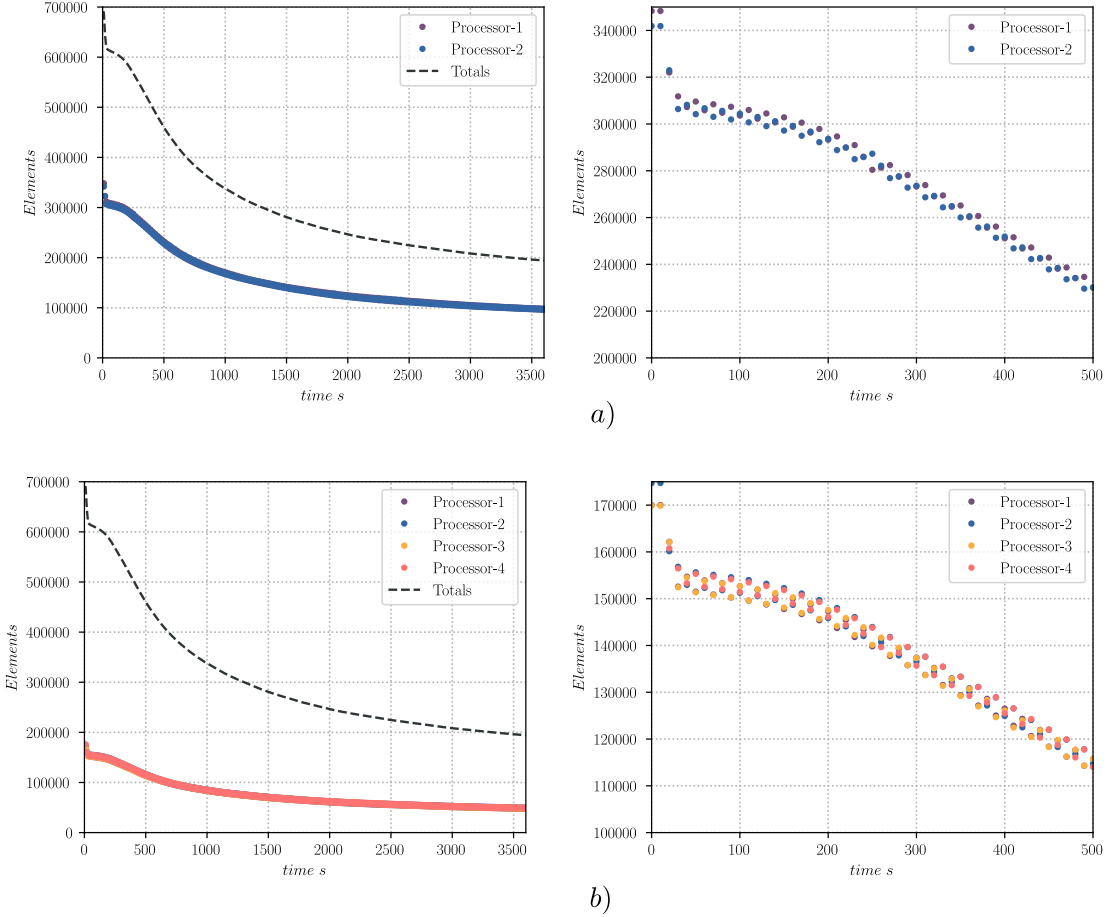 700000
600000
500000
400000
300000
200000
100000
0
Elements
0
500
1000
1500
2000
2500
3000
3500
time s
Processor-1
Processor-2
Totals
340000
320000
300000
280000
260000
240000
220000
200000
Elements
0
100
200
300
400
500
time s
Processor-1
Processor-2
a)
700000
600000
500000
400000
300000
200000
100000
0
Elements
0
500
1000
1500
2000
2500
3000
3500
time s
Processor-1
Processor-2
Processor-3
Processor-4
Totals
170000
160000
150000
140000
130000
120000
110000
100000
Elements
0
100
200
300
400
500
time s
Processor-1
Processor-2
Processor-3
Processor-4
b)